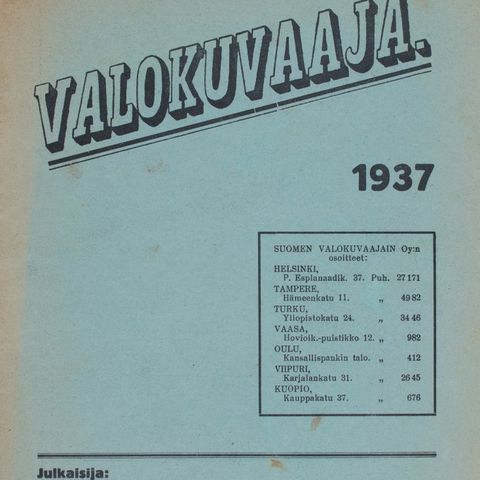 VALOKUVAAJA.
1937
SUOMEN VALOKUVAAJAIN Oy:n
osoitteet:
HELSINKI,
P. Esplanaadik. 37. Puh. 27 171
TAMPERE,
Hämeenkatu 11. „ 49 82
TURKU,
Yliopistokatu 24. „ 34 46
VAASA,
Hovioik.-puistikko 12. „ 982
OULU,
Kansallispankin talo. „ 412
VIIPURI,
Karjalankatu 31. „ 26 45
KUOPIO,
Kauppakatu 37. „ 676
Julkaisija: